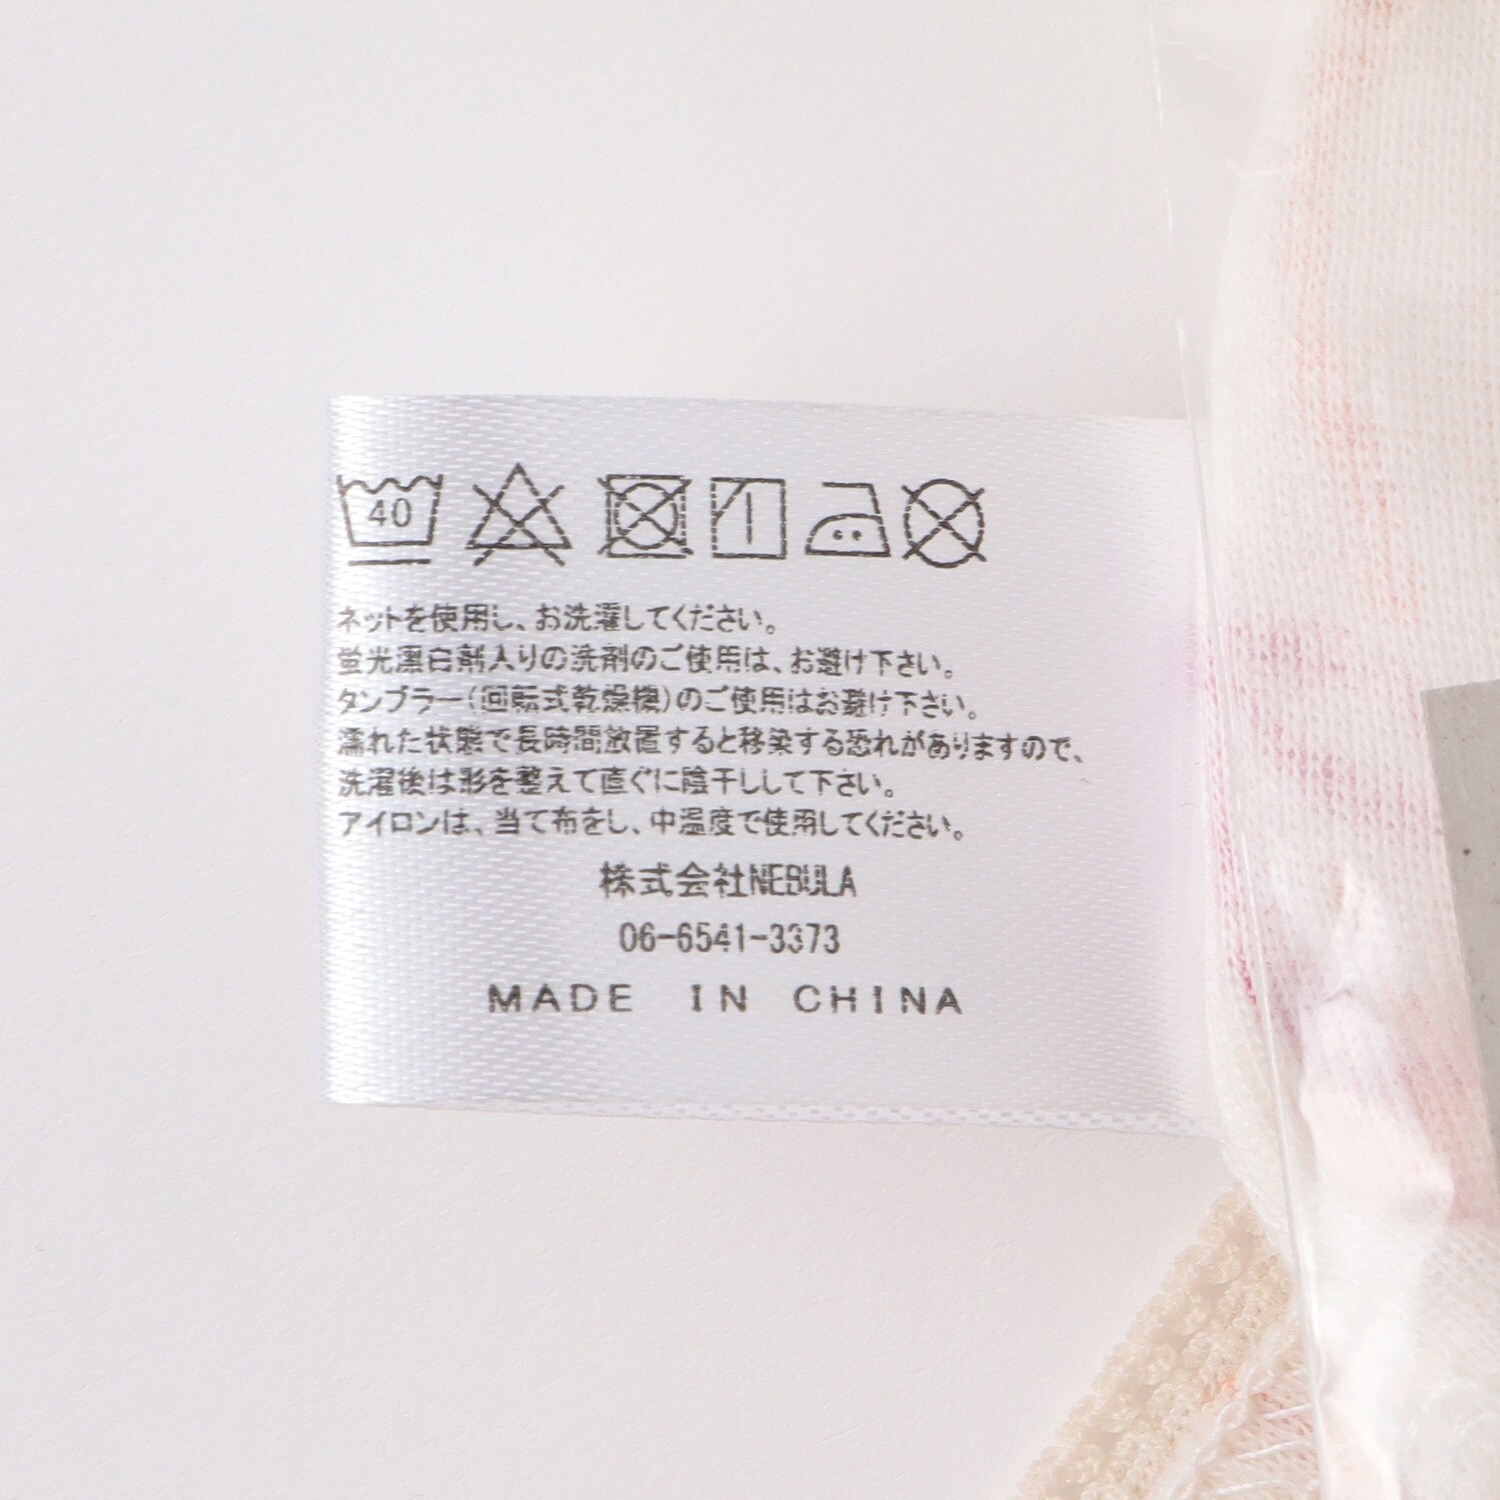 40
ネットを使用し、お洗濯してください。
蛍光漂白剤入りの洗剤のご使用は、お避け下さい。
タンブラー(回転式乾燥機)のご使用はお避け下さい。
濡れた状態で長時間放置すると移染する恐れがありますので、
洗濯後は形を整えて直ぐに陰干しして下さい。
アイロンは、当て布をし、中温度で使用してください。
株式会社NEBULA
06-6541-3373
MADE IN CHINA